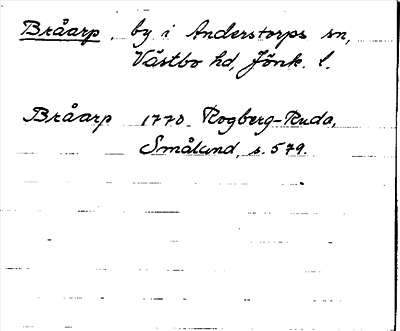 Bråarp, by i Anderstorps sn,
Västbo hd, Jönk. l.
Bråarp 1770 Rogberg-Ruda,
Småland, s. 579.